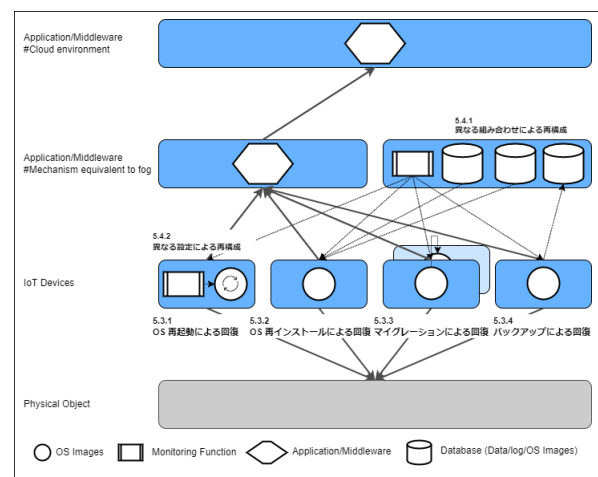 Application/Middleware
#Cloud environment
5.4.1
異なる組み合わせによる再構成
Application/Middleware
#Mechanism equivalent to fog
5.4.2
異なる設定による再構成
IoT Devices
5.3.1
OS 再起動による回復
5.3.2
OS 再インストールによる回復
5.3.3
マイグレーションによる回復
5.3.4
バックアップによる回復
Physical Object
OS Images
Monitoring Function
Application/Middleware
Database (Data/log/OS Images)